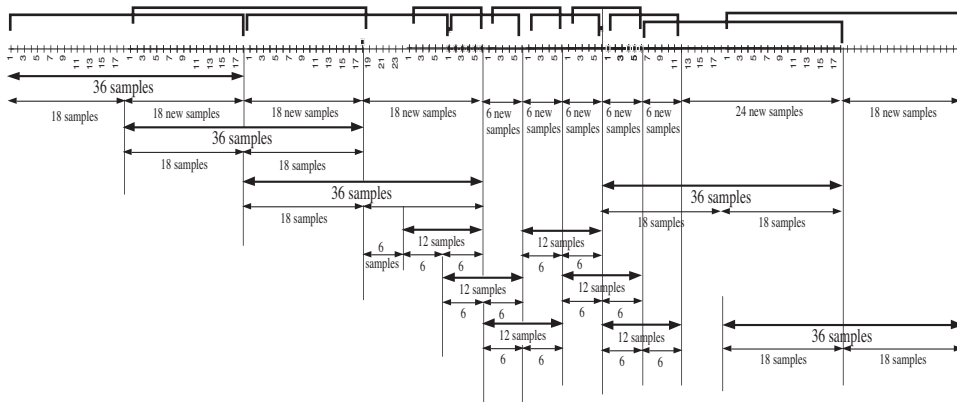 1 3 5 7 9 11 13 15 17 1 3 5 7 9 11 13 15 17 1 3 5 7 9 11 13 15 17 19 21 23 1 3 5 1 3 5 1 3 5 1 3 5 1 3 5 1 3 5 7 9 11 13 15 17 1 3 5 7 9 11 13 15 17
36 samples
18 samples 18 new samples 18 new samples 18 new samples 6 new samples 6 new samples 6 new samples 6 new samples 6 new samples 24 new samples 18 new samples
36 samples
18 samples 18 samples
36 samples 36 samples
18 samples 18 samples 18 samples
12 samples 12 samples
6 samples 6 6 6 6
12 samples 12 samples
6 6 6 6
12 samples 12 samples 36 samples
6 6 6 6 18 samples 18 samples